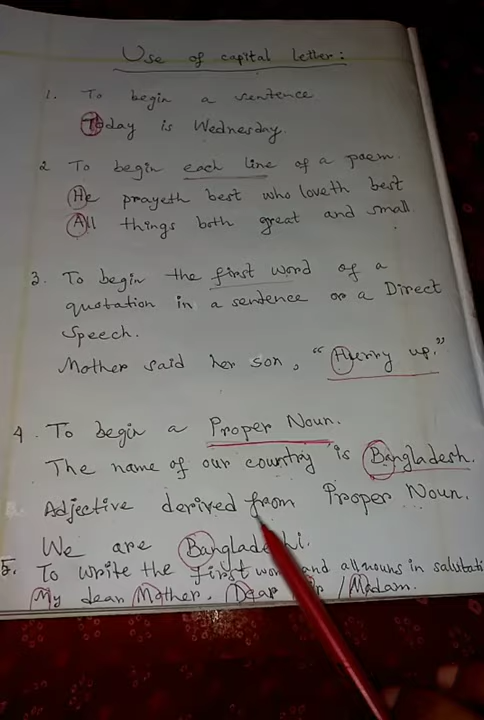 Use of capital letter:
1. To begin a sentence
Today is Wednesday.
2 To begin each line of a poem.
He prayeth best who loveth best
All things both great and small
3. To begin the first word of a
quotation in a sentence or a Direct
Speech.
Mother said her son, "Hurry up."
4. To begin a Proper Noun.
The name of our country is Bangladesh.
Adjective derived from Proper Noun.
We are Bangladeshi.
5. To write the first word and all nouns in salutati
My dear Mother, Dear Sir / Madam.